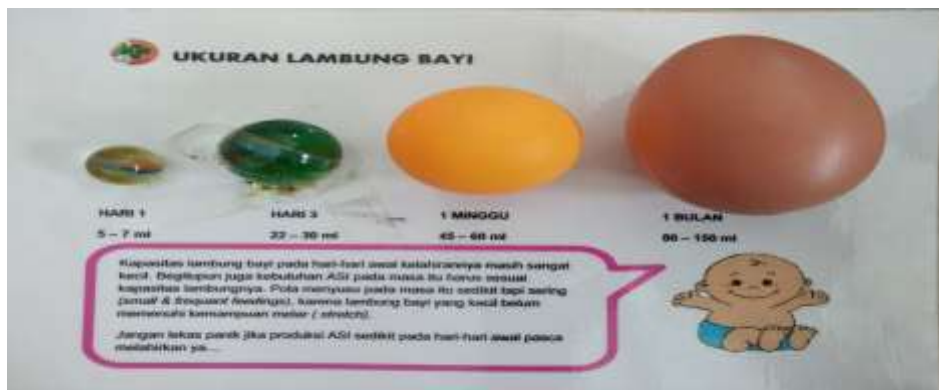 UKURAN LAMBUNG BAYI
HARI 1
HARI 3
1 MINGGU
1 BULAN
5 – 7 ml
22 – 30 ml
45 – 60 ml
80 – 150 ml
Kapasitas lambung bayi pada hari-hari awal kelahirannya masih sangat
kecil. Begitupun juga kebutuhan ASI pada masa itu harus sesuai
kapasitas lambungnya. Pola menyusu pada masa itu sedikit tapi sering
(small & frequent feedings), karena lambung bayi yang kecil belum
memenuhi kemampuan melar ( stretch).
Jangan lekas panik jika produksi ASI sedikit pada hari-hari awal pasca
melahirkan ya...